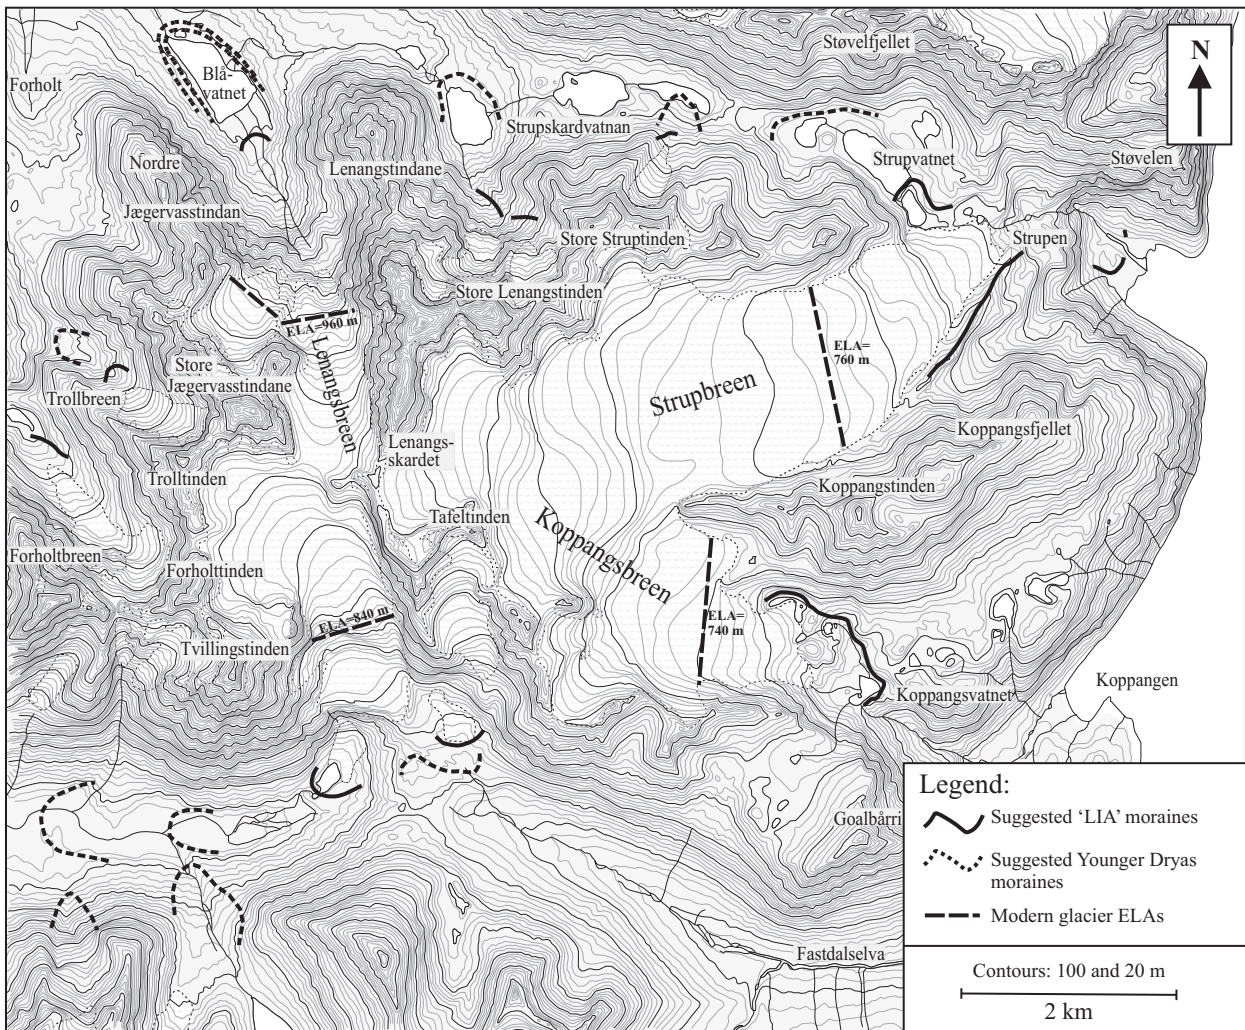 Støvelfjellet
N
Forholt
Blå-
vatnet
Strupskardvatnan
Nordre
Lenangstindane
Strupvatnet
Støvelen
Jægervasstindan
Store Struptinden
Strupen
Store Lenangstinden
ELA=960 m
ELA=
760 m
Lenangsbreen
Store
Jægervasstindane
Trollbreen
Strupbreen
Lenangs-
skardet
Koppangsfjellet
Trolltinden
Koppangstinden
Tafeltinden
Koppangsbreen
Forholtbreen
Forholttinden
ELA=840 m
ELA=
740 m
Tvillingstinden
Koppangsvatnet
Koppangen
Goalbårri
Fastdalselva
Legend:
Suggested ‘LIA’ moraines
Suggested Younger Dryas
moraines
Modern glacier ELAs
Contours: 100 and 20 m
2 km